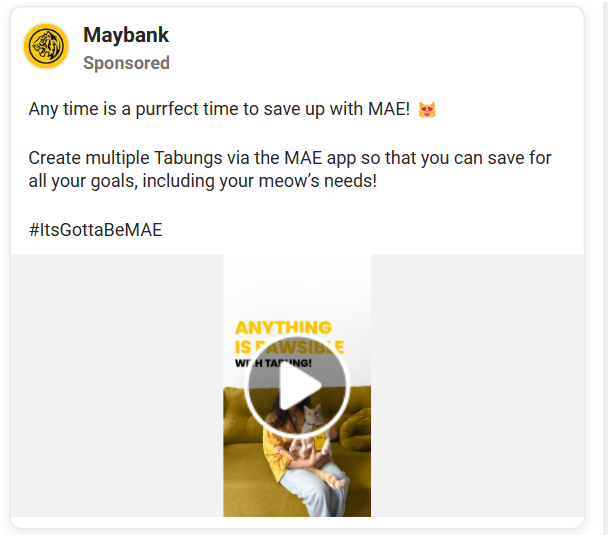 Maybank
Sponsored
Any time is a purrfect time to save up with MAE! 😻
Create multiple Tabungs via the MAE app so that you can save for
all your goals, including your meow’s needs!
#ItsGottaBeMAE
ANYTHING
IS PAWSIBLE
WITH TABUNG!